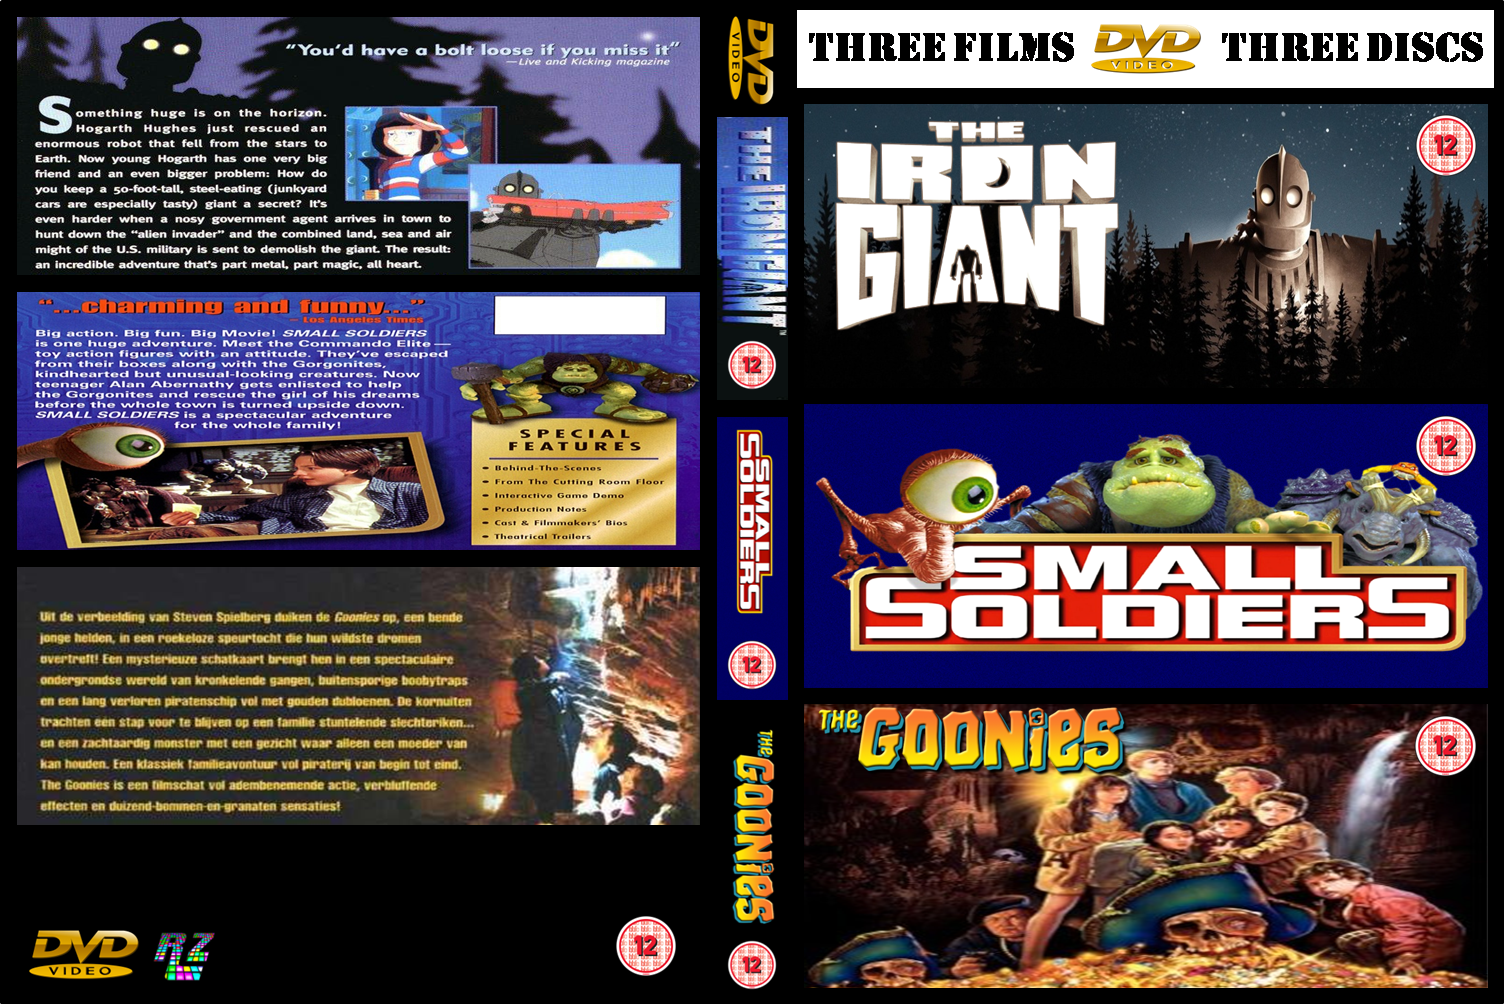 “You’d have a bolt loose if you miss it”
—Live and Kicking magazine
Something huge is on the horizon.
Hogarth Hughes just rescued an
enormous robot that fell from the stars to
Earth. Now young Hogarth has one very big
friend and an even bigger problem: How do
you keep a 50-foot-tall, steel-eating (junkyard
cars are especially tasty) giant a secret? It's
even harder when a nosy government agent arrives in town to
hunt down the “alien invader” and the combined land, sea and air
might of the U.S. military is sent to demolish the giant. The result:
an incredible adventure that's part metal, part magic, all heart.
“...charming and funny...”
– Los Angeles Times
Big action. Big fun. Big Movie! SMALL SOLDIERS
is one huge adventure. Meet the Commando Elite —
toy action figures with an attitude. They've escaped
from their boxes along with the Gorgonites,
kindhearted but unusual-looking creatures. Now
teenager Alan Abernathy gets enlisted to help
the Gorgonites and rescue the girl of his dreams
before the whole town is turned upside down.
SMALL SOLDIERS is a spectacular adventure
for the whole family!
SPECIAL
FEATURES
• Behind-The-Scenes
• From The Cutting Room Floor
• Interactive Game Demo
• Production Notes
• Cast & Filmmakers' Bios
• Theatrical Trailers
Uit de verbeelding van Steven Spielberg duiken de Goonies op, een bende
jonge helden, in een roekeloze speurtocht die hun wildste dromen
overtreft! Een mysterieuze schatkaart brengt hen in een spectaculaire
ondergrondse wereld van kronkelende gangen, buitensporige boobytraps
en een lang verloren piratenschip vol met gouden dubloenen. De kornuiten
trachten een stap voor te blijven op een familie stuntelende slechteriken...
en een zachtaardig monster met een gezicht waar alleen een moeder van
kan houden. Een klassiek familieavontuur vol piraterij van begin tot eind.
The Goonies is een filmschat vol adembenemende actie, verbluffende
effecten en duizend-bommen-en-granaten sensaties!
DVD
VIDEO
12
DVD
VIDEO
THE IRON GIANT
12
SMALL
SOLDIERS
12
THE GOONiES
12
THREE FILMS
DVD
VIDEO
THREE DISCS
THE
IRON
GIANT
12
SMALL
SOLDIERS
12
THE GOONiES
12